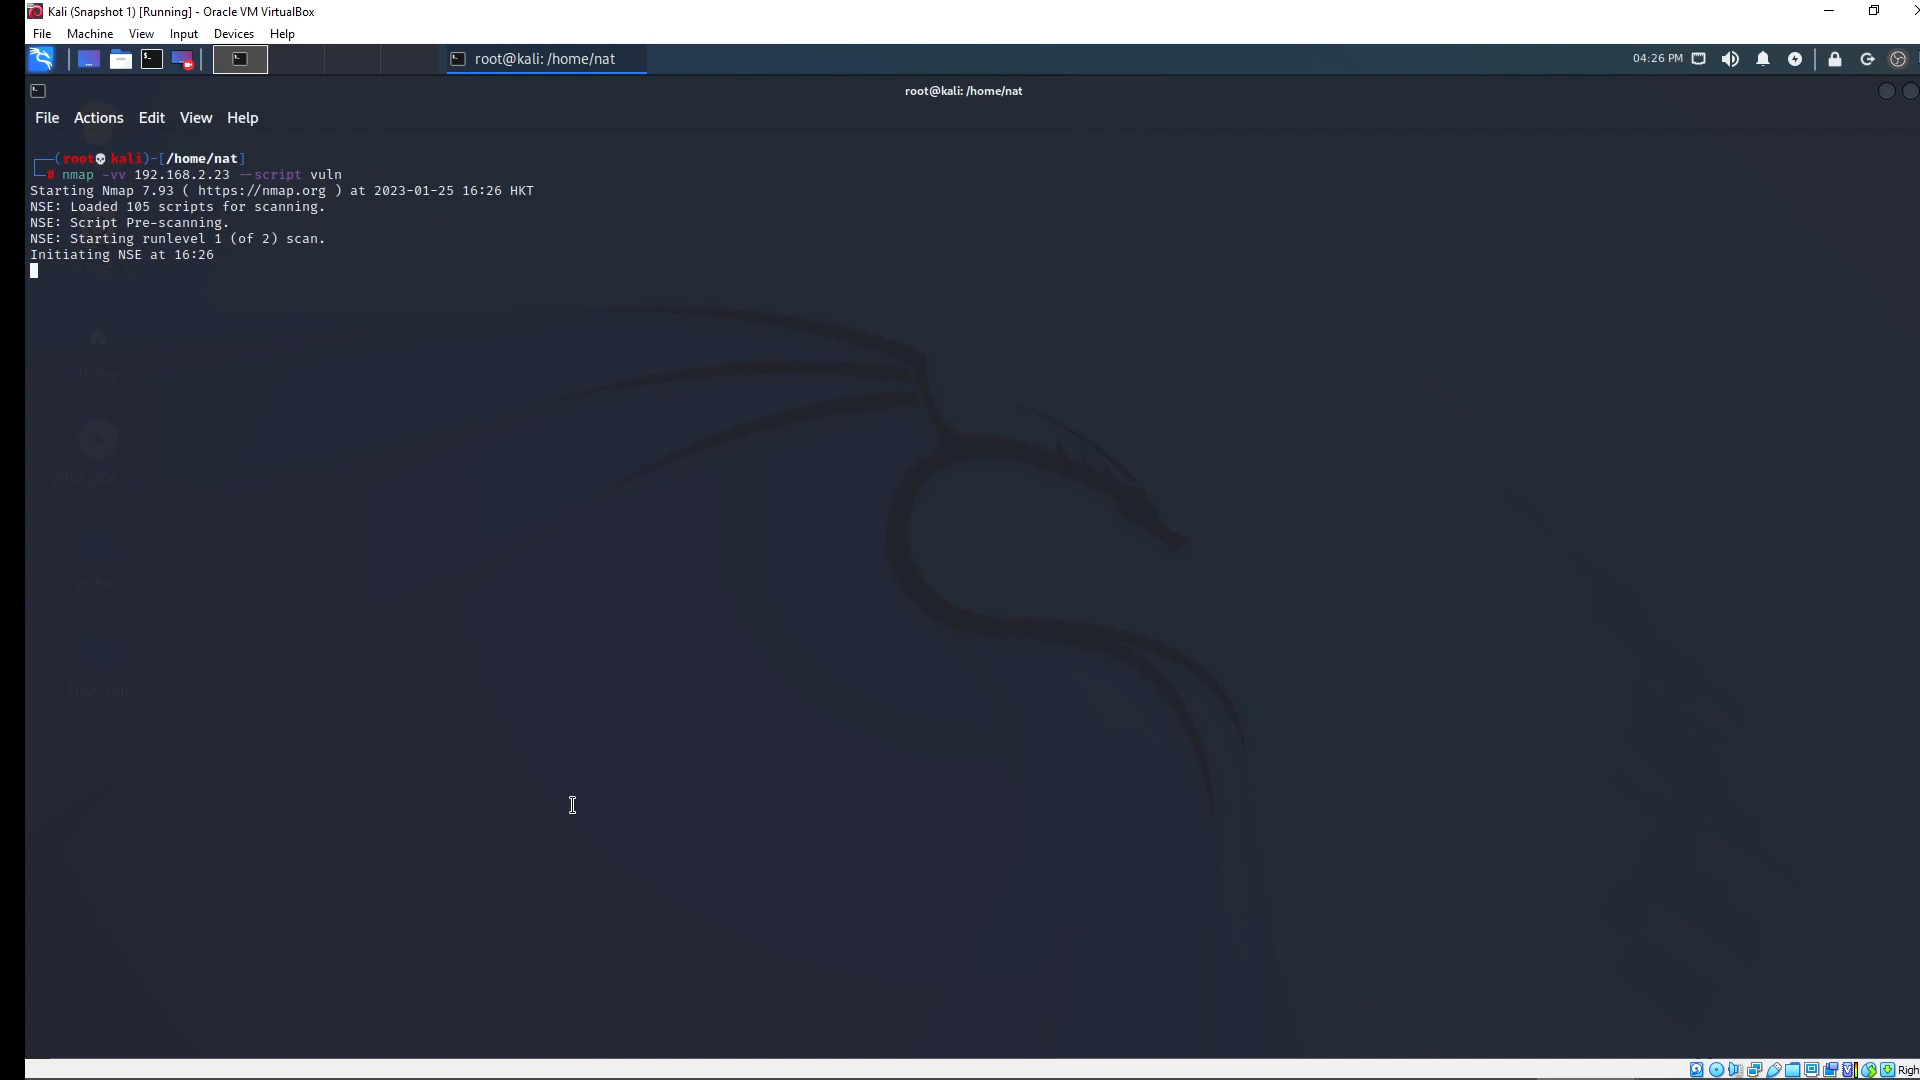 Kali (Snapshot 1) [Running] - Oracle VM VirtualBox
File Machine View Input Devices Help
root@kali: /home/nat
04:26 PM
root@kali: /home/nat
File Actions Edit View Help
(root💀kali)-[/home/nat]
# nmap -vv 192.168.2.23 --script vuln
Starting Nmap 7.93 ( https://nmap.org ) at 2023-01-25 16:26 HKT
NSE: Loaded 105 scripts for scanning.
NSE: Script Pre-scanning.
NSE: Starting runlevel 1 (of 2) scan.
Initiating NSE at 16:26
Home
Righ